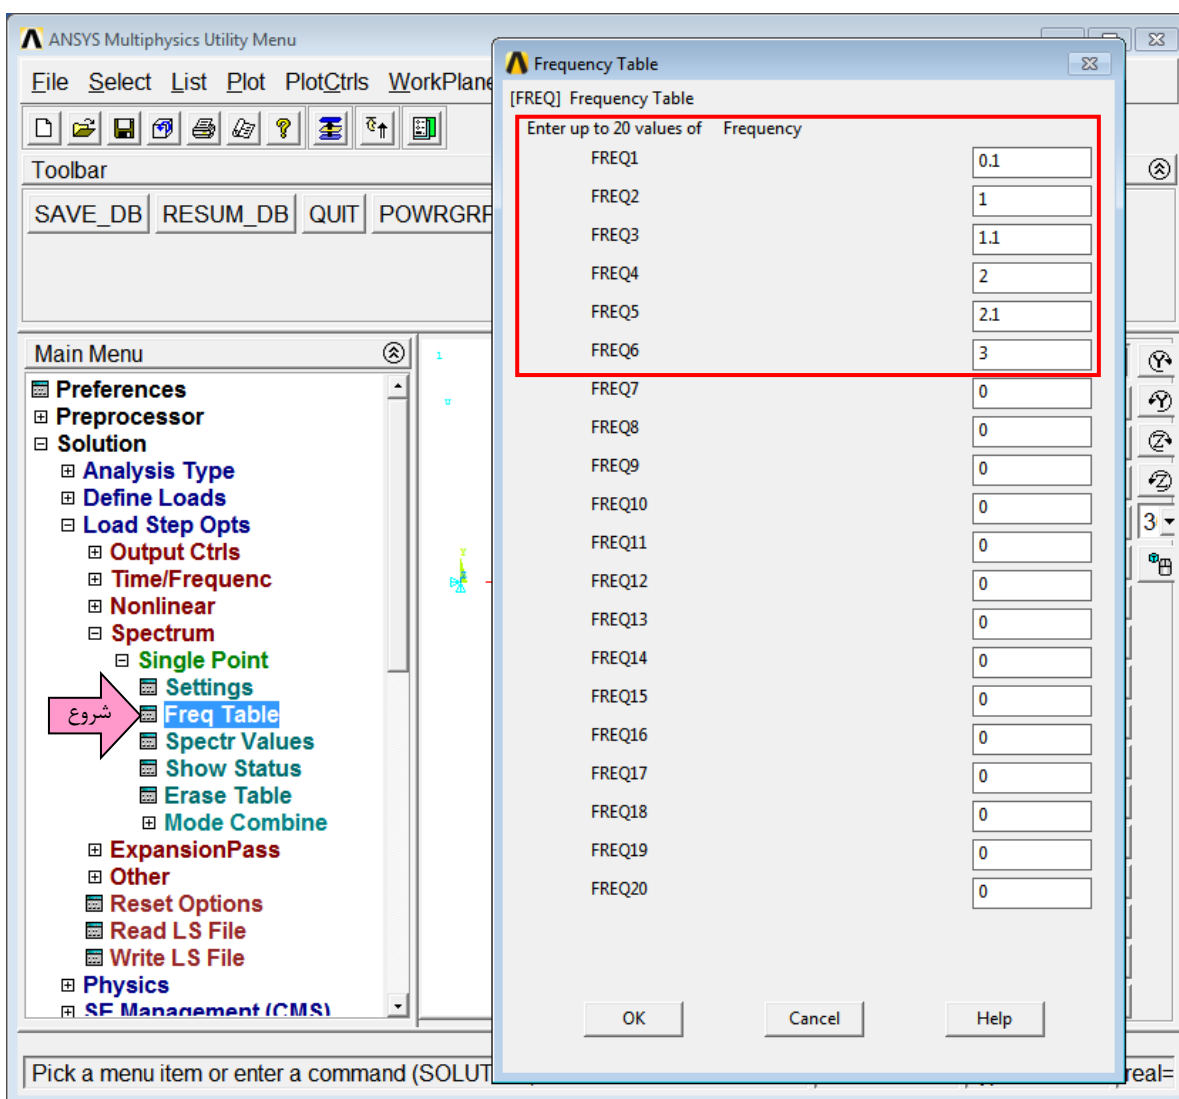 ANSYS Multiphysics Utility Menu
File Select List Plot PlotCtrls WorkPlane
Toolbar
SAVE_DB RESUM_DB QUIT POWRGRP
Main Menu
Preferences
Preprocessor
Solution
Analysis Type
Define Loads
Load Step Opts
Output Ctrls
Time/Frequenc
Nonlinear
Spectrum
Single Point
Settings
شروع
Freq Table
Spectr Values
Show Status
Erase Table
Mode Combine
ExpansionPass
Other
Reset Options
Read LS File
Write LS File
Physics
SE Management (CMS)
Pick a menu item or enter a command (SOLUT
real=
Frequency Table
[FREQ] Frequency Table
Enter up to 20 values of Frequency
FREQ1 0.1
FREQ2 1
FREQ3 1.1
FREQ4 2
FREQ5 2.1
FREQ6 3
FREQ7 0
FREQ8 0
FREQ9 0
FREQ10 0
FREQ11 0
FREQ12 0
FREQ13 0
FREQ14 0
FREQ15 0
FREQ16 0
FREQ17 0
FREQ18 0
FREQ19 0
FREQ20 0
OK Cancel Help